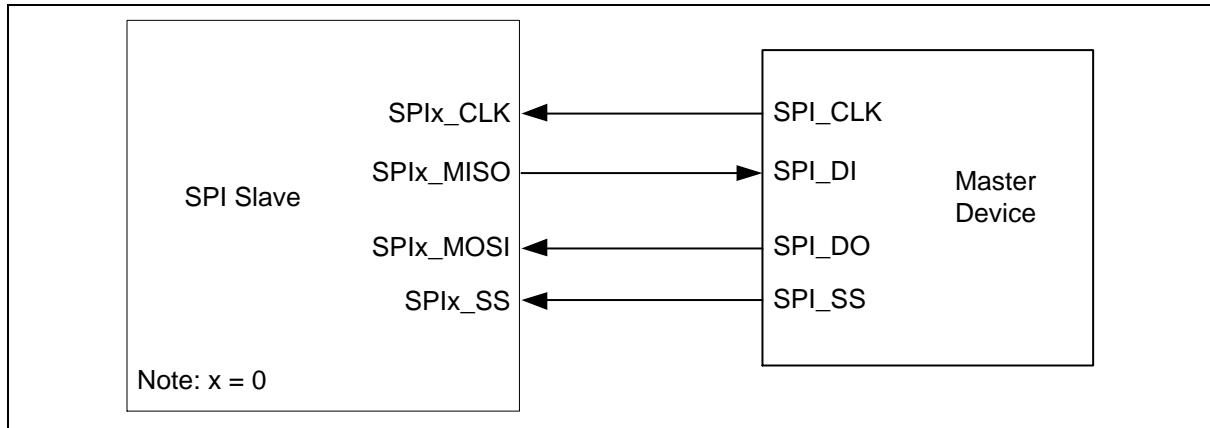 SPIx_CLK
SPI_CLK
SPIx_MISO
SPI_DI
SPI Slave
Master
Device
SPIx_MOSI
SPI_DO
SPIx_SS
SPI_SS
Note: x = 0